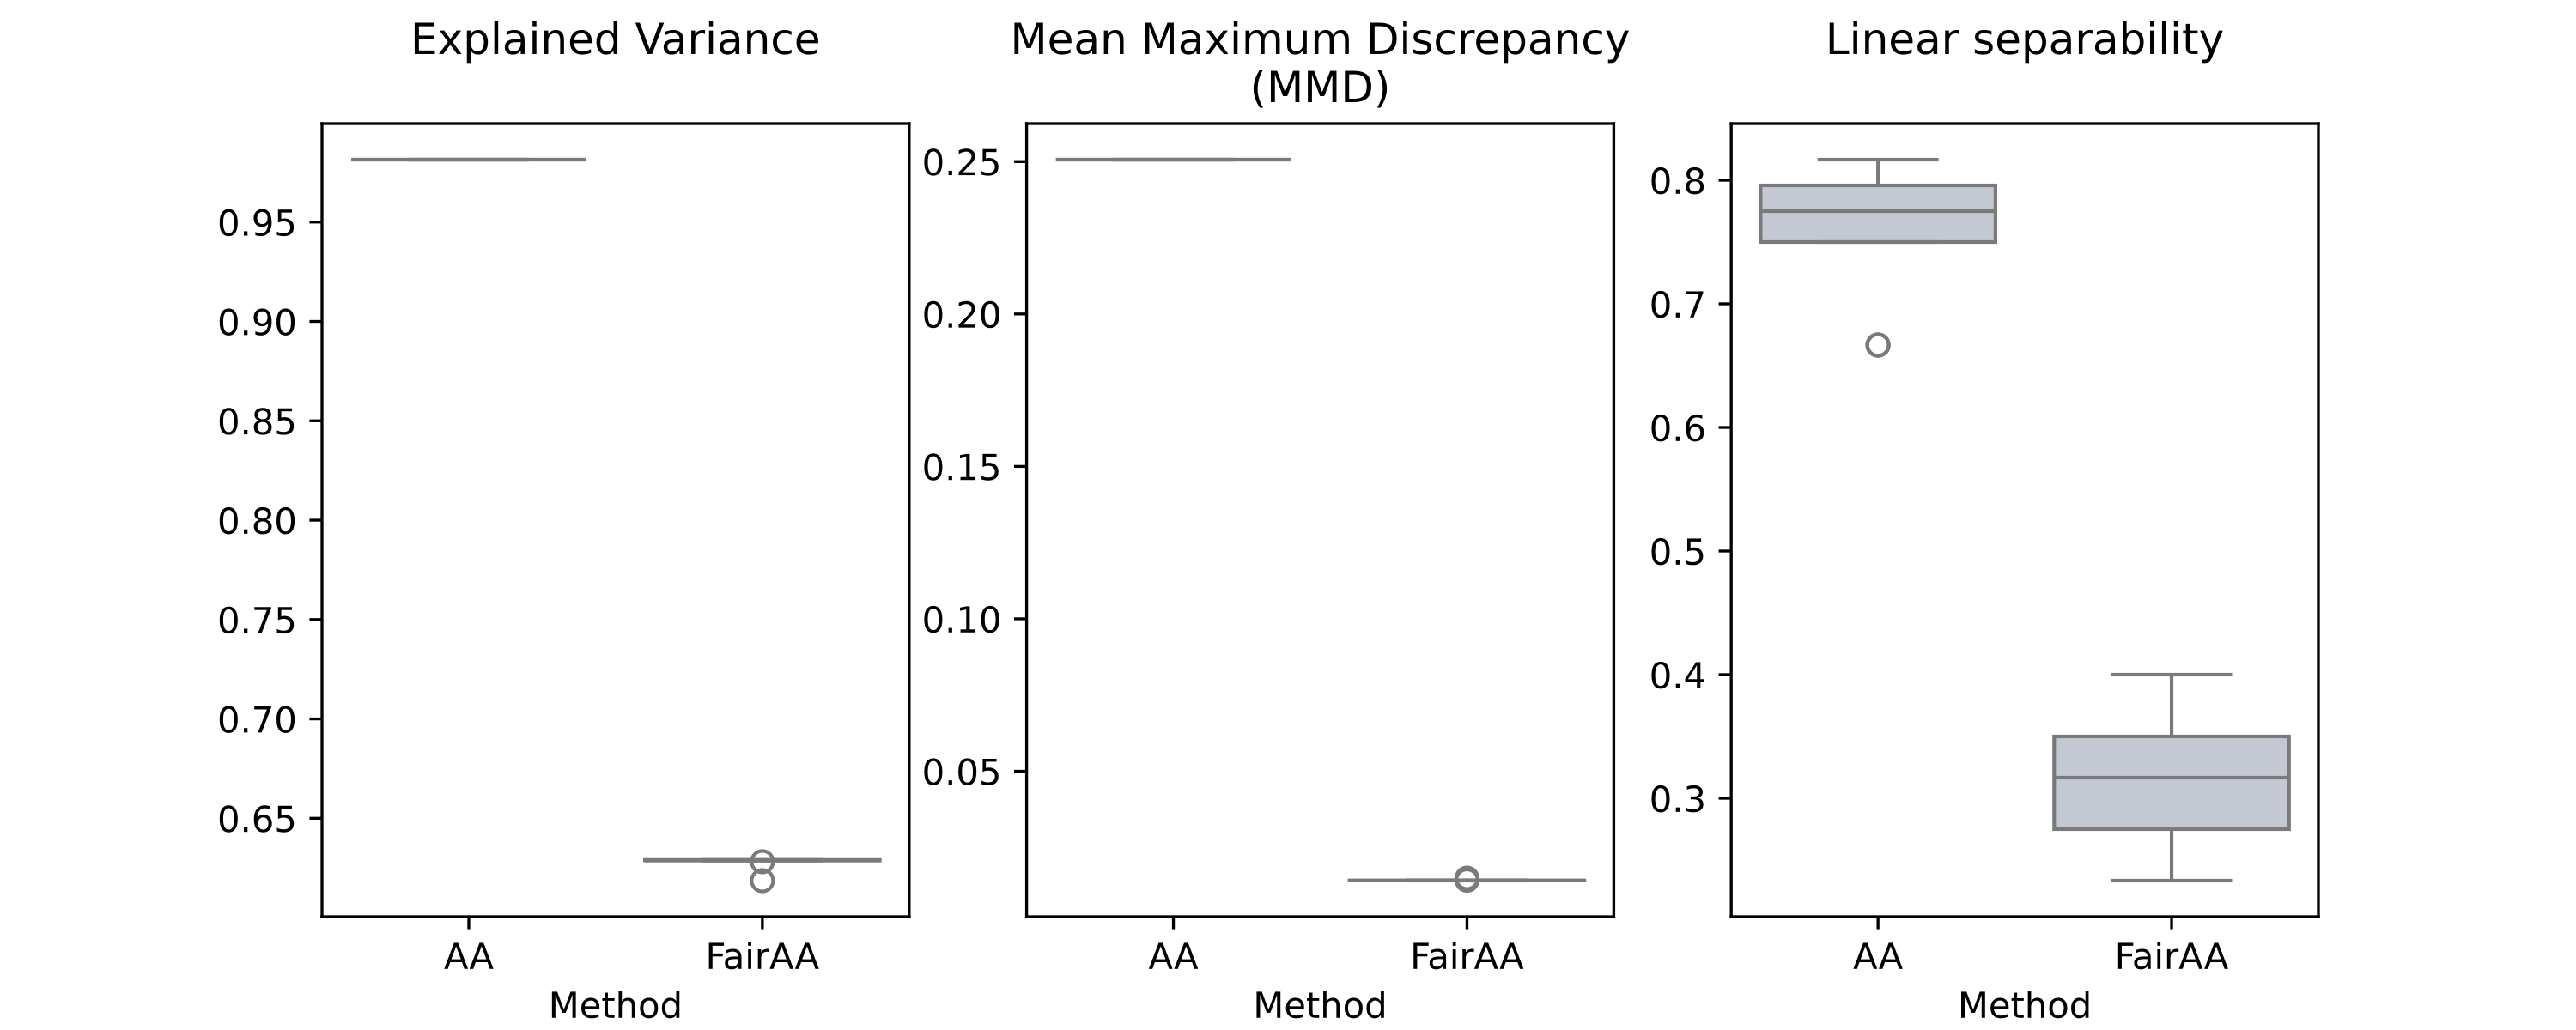 Explained Variance
0.95
0.90
0.85
0.80
0.75
0.70
0.65
AA FairAA
Method
Mean Maximum Discrepancy
(MMD)
0.25
0.20
0.15
0.10
0.05
AA FairAA
Method
Linear separability
0.8
0.7
0.6
0.5
0.4
0.3
AA FairAA
Method